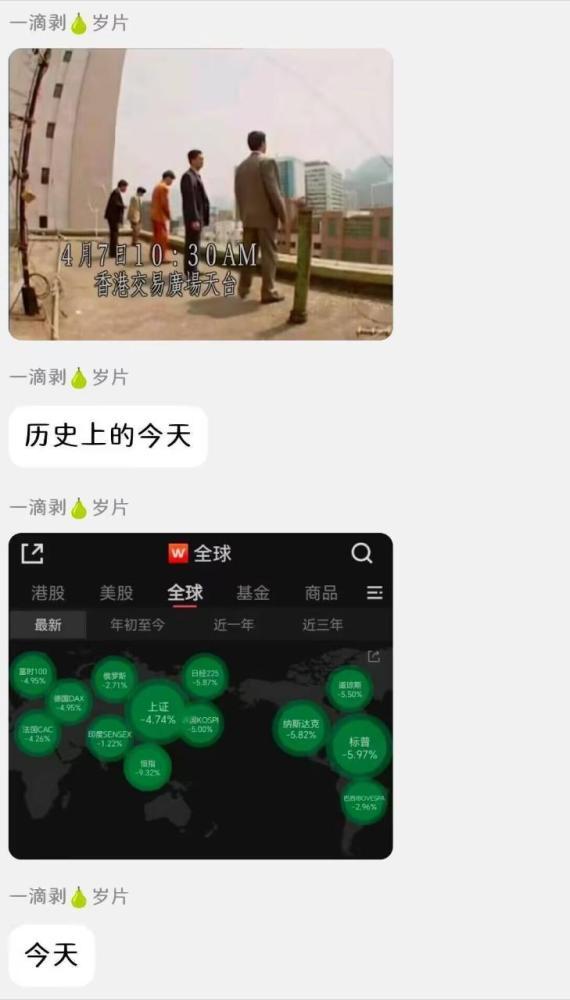 一滴剥🍐岁片
4月7日10:30AM
香港交易廣場天台
一滴剥🍐岁片
历史上的今天
一滴剥🍐岁片
W 全球
港股 美股 全球 基金 商品
最新 年初至今 近一年 近三年
富时100
-4.95%
德国DAX
-4.95%
法国CAC
-4.26%
俄罗斯
-2.71%
印度SENSEX
-1.22%
上证
-4.74%
日经225
-5.87%
韩国KOSPI
-5.00%
恒指
-9.32%
道琼斯
-5.50%
纳斯达克
-5.82%
标普
-5.97%
巴西IBOVESPA
-2.96%
一滴剥🍐岁片
今天